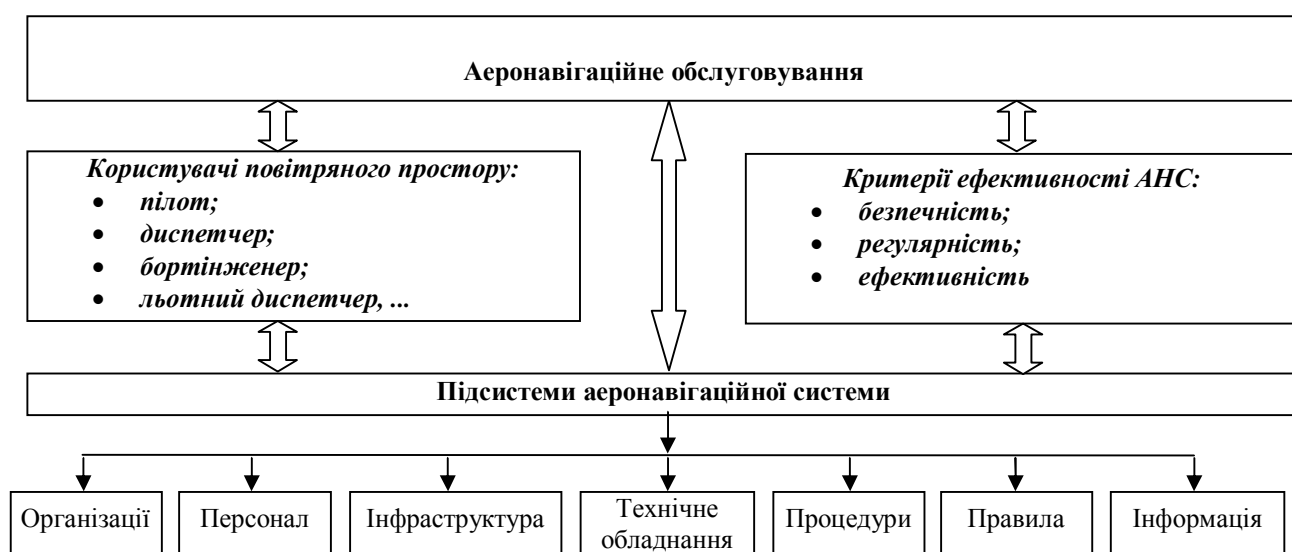 Аеронавігаційне обслуговування
Користувачі повітряного простору:
• пілот;
• диспетчер;
• бортінженер;
• льотний диспетчер, ...
Критерії ефективності АНС:
• безпечність;
• регулярність;
• ефективність
Підсистеми аеронавігаційної системи
Організації
Персонал
Інфраструктура
Технічне
обладнання
Процедури
Правила
Інформація